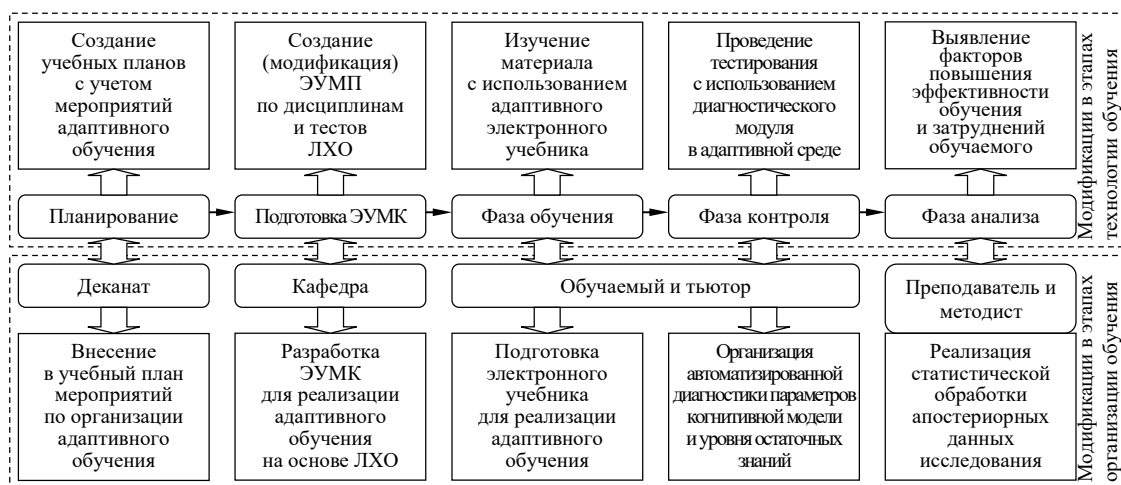 Создание
учебных планов
с учетом
мероприятий
адаптивного
обучения
Создание
(модификация)
ЭУМП
по дисциплинам
и тестов
ЛХО
Изучение
материала
с использованием
адаптивного
электронного
учебника
Проведение
тестирования
с использованием
диагностического
модуля
в адаптивной среде
Выявление
факторов
повышения
эффективности
обучения
и затруднений
обучаемого
Модификации в этапах
технологии обучения
Планирование
Подготовка ЭУМК
Фаза обучения
Фаза контроля
Фаза анализа
Деканат
Кафедра
Обучаемый и тьютор
Преподаватель и
методист
Внесение
в учебный план
мероприятий
по организации
адаптивного
обучения
Разработка
ЭУМК
для реализации
адаптивного
обучения
на основе ЛХО
Подготовка
электронного
учебника
для реализации
адаптивного
обучения
Организация
автоматизированной
диагностики параметров
когнитивной модели
и уровня остаточных
знаний
Реализация
статистической
обработки
апостериорных
данных
исследования
Модификации в этапах
организации обучения